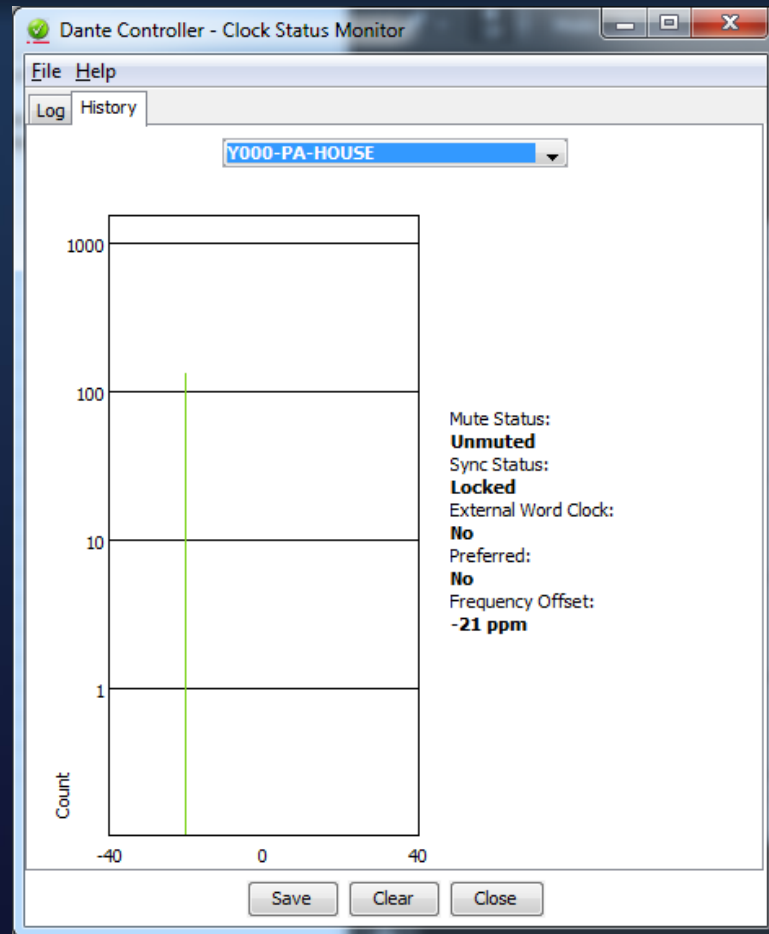 Dante Controller - Clock Status Monitor
File Help
Log History
Y000-PA-HOUSE
1000
100
10
1
Count
-40 0 40
Mute Status:
Unmuted
Sync Status:
Locked
External Word Clock:
No
Preferred:
No
Frequency Offset:
-21 ppm
Save Clear Close